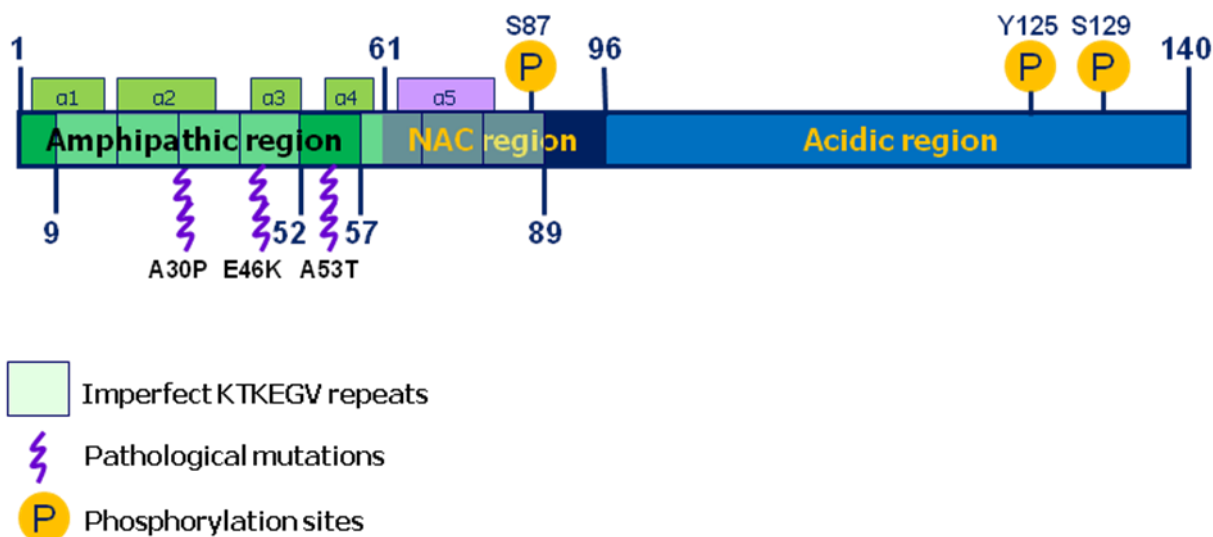 S87 Y125 S129
1 61 P 96 P P 140
α1 α2 α3 α4 α5
Amphipathic region NAC region Acidic region
9 52 57 89
A30P E46K A53T
Imperfect KTKEGV repeats
Pathological mutations
P Phosphorylation sites